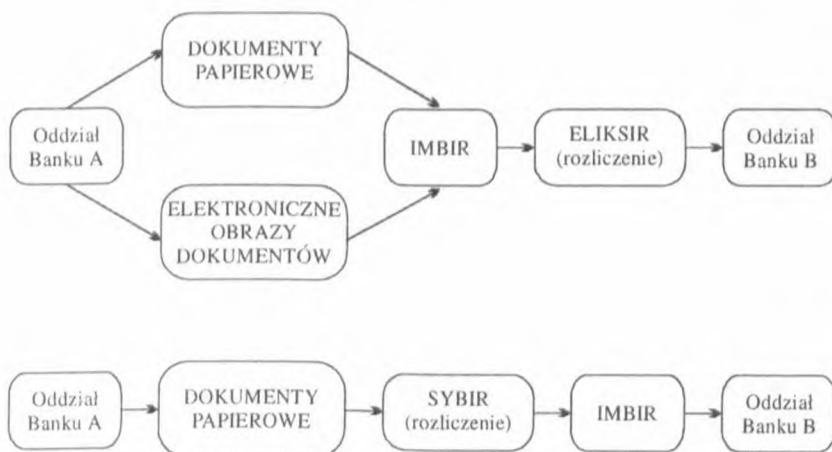 DOKUMENTY
PAPIEROWE
Oddział
Banku A
IMBIR
ELIKSIR
(rozliczenie)
Oddział
Banku B
ELEKTRONICZNE
OBRAZY
DOKUMENTÓW
Oddział
Banku A
DOKUMENTY
PAPIEROWE
SYBIR
(rozliczenie)
IMBIR
Oddział
Banku B